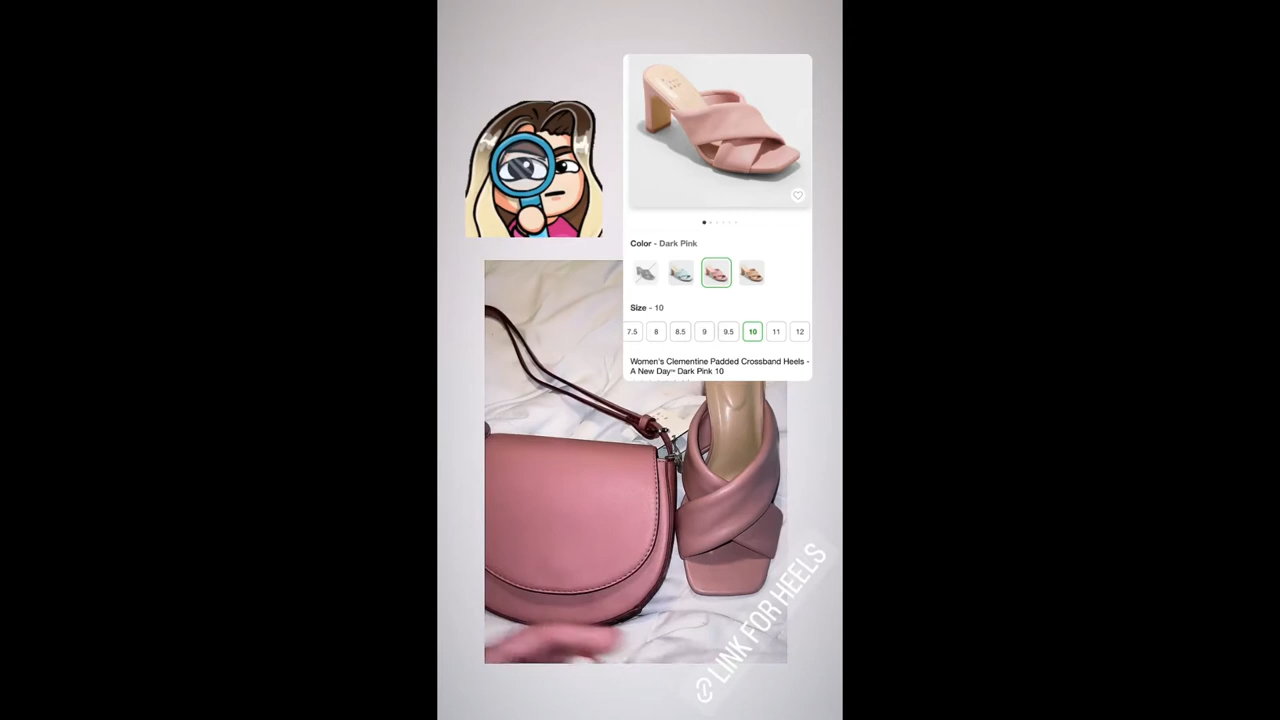 Color - Dark Pink
Size - 10
7.5 8 8.5 9 9.5 10 11 12
Women's Clementine Padded Crossband Heels -
A New Day™ Dark Pink 10
LINK FOR HEELS